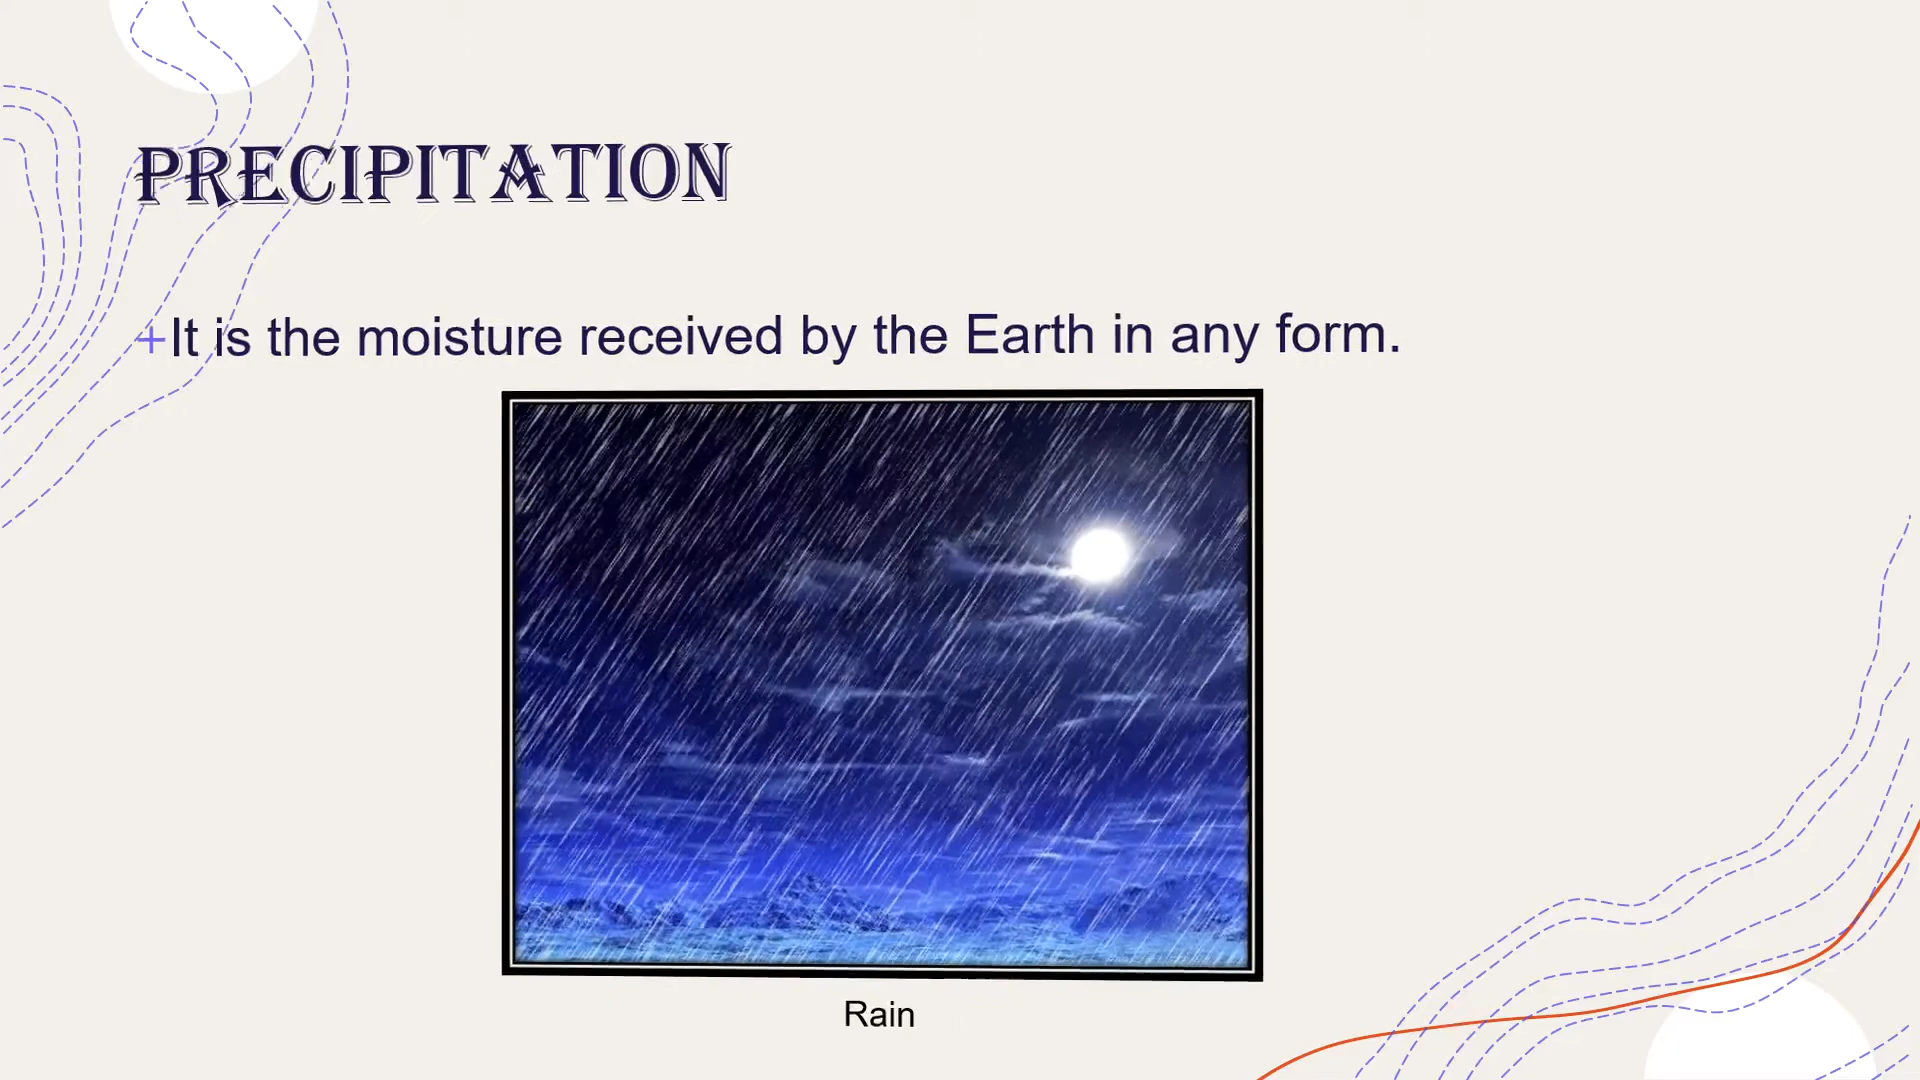 PRECIPITATION
+It is the moisture received by the Earth in any form.
Rain